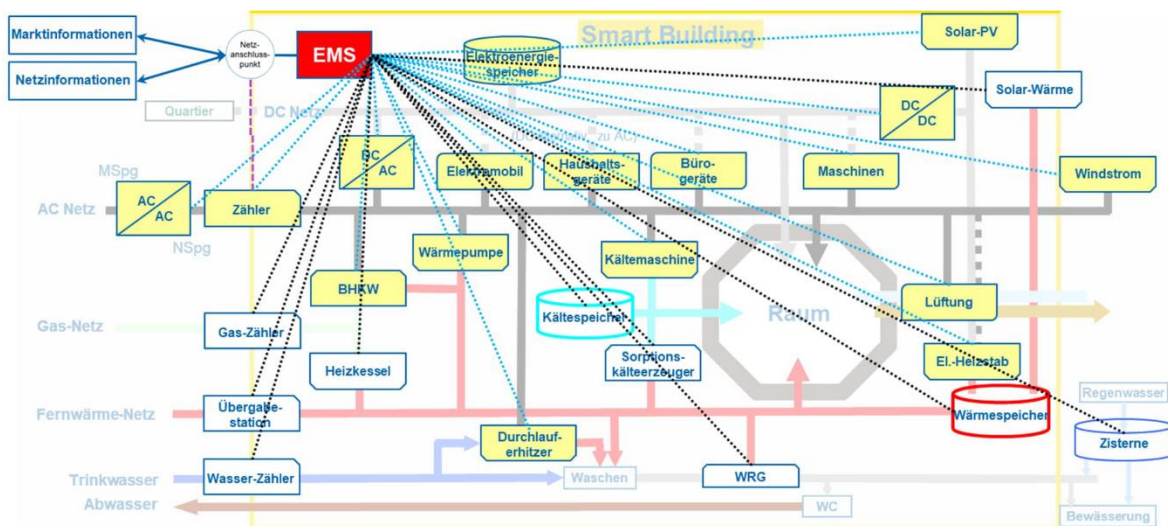 Marktinformationen
Netzinformationen
Netz-
anschluss-
punkt
EMS
Smart Building
Elektroenergie-
speicher
Solar-PV
Solar-Wärme
Quartier
DC Netz
DC
DC
zu AC)
MSpg
AC
AC
Zähler
DC
AC
Elektromobil
Haushalts-
geräte
Büro-
geräte
Maschinen
Windstrom
AC Netz
NSpg
Wärmepumpe
Kältemaschine
BHKW
Kältespeicher
Raum
Lüftung
Gas-Netz
Gas-Zähler
Heizkessel
Sorptions-
kälteerzeuger
El.-Heizstab
Fernwärme-Netz
Übergabe-
station
Wärmespeicher
Regenwasser
Zisterne
Durchlauf-
erhitzer
Trinkwasser
Wasser-Zähler
Waschen
WRG
Abwasser
WC
Bewässerung